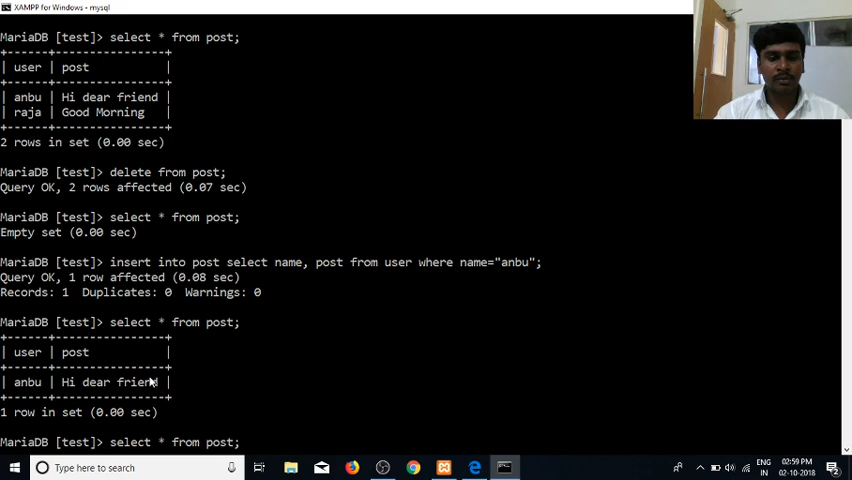 XAMPP for Windows - mysql
MariaDB [test]> select * from post;
+------+----------------+
| user | post           |
+------+----------------+
| anbu | Hi dear friend |
| raja | Good Morning   |
+------+----------------+
2 rows in set (0.00 sec)
MariaDB [test]> delete from post;
Query OK, 2 rows affected (0.07 sec)
MariaDB [test]> select * from post;
Empty set (0.00 sec)
MariaDB [test]> insert into post select name, post from user where name="anbu";
Query OK, 1 row affected (0.08 sec)
Records: 1  Duplicates: 0  Warnings: 0
MariaDB [test]> select * from post;
+------+----------------+
| user | post           |
+------+----------------+
| anbu | Hi dear friend |
+------+----------------+
1 row in set (0.00 sec)
MariaDB [test]> select * from post;
Type here to search
ENG
IN
02:59 PM
02-10-2018
2